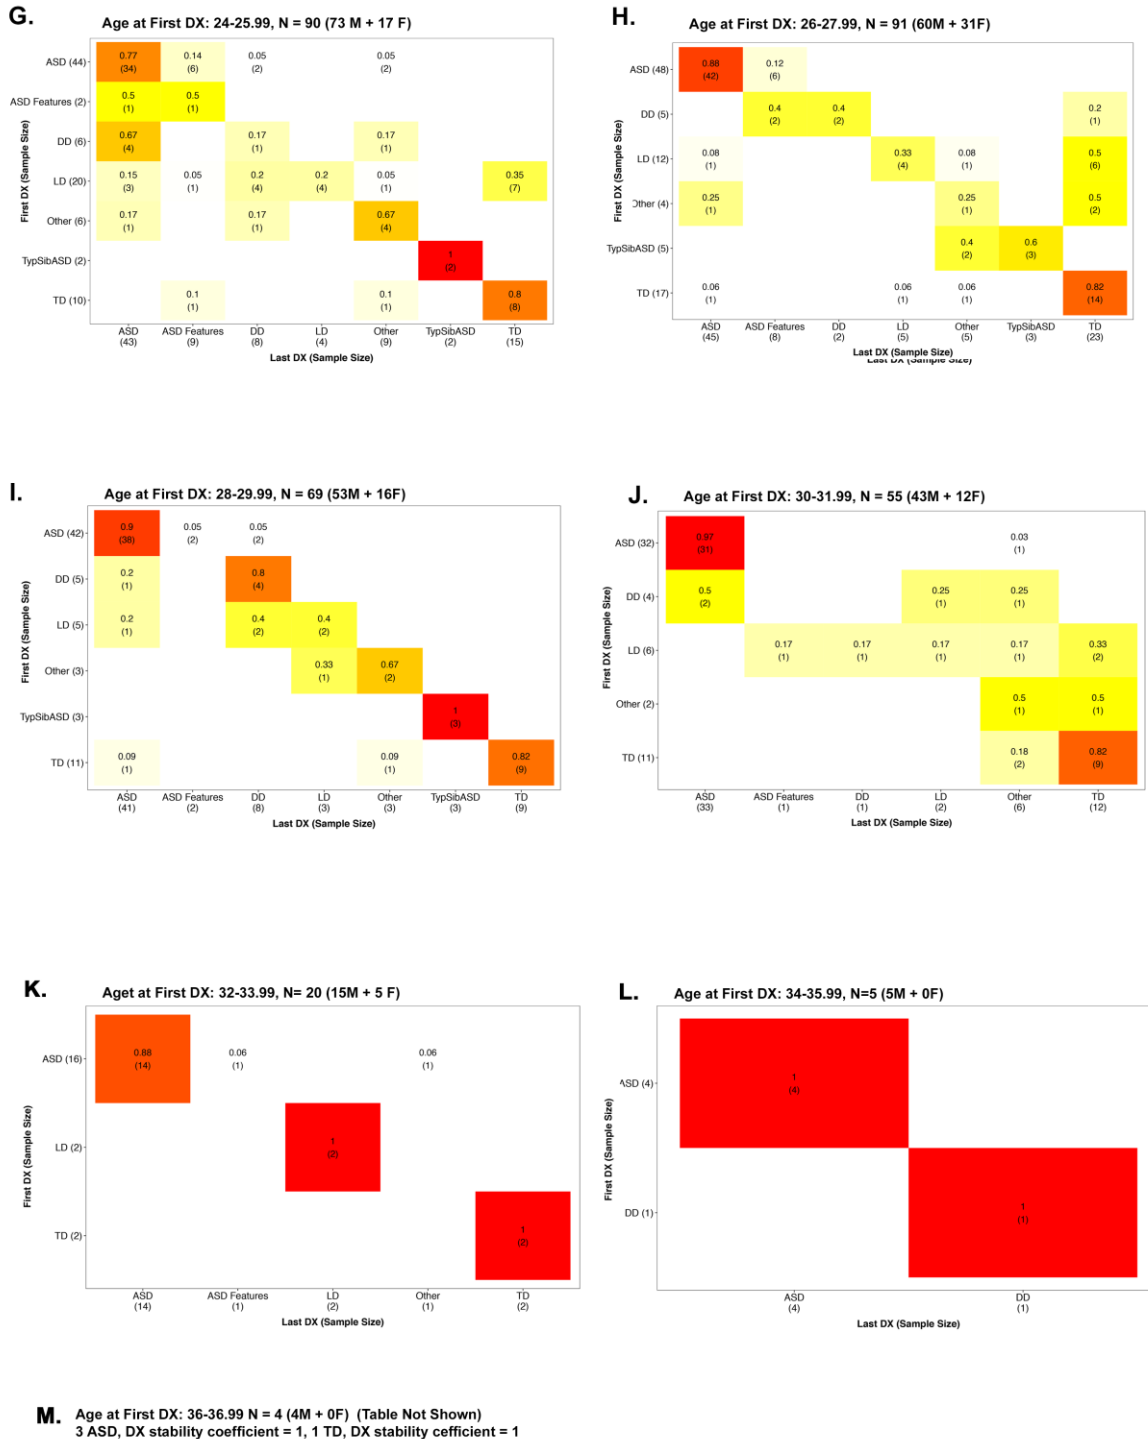 G.
Age at First DX: 24-25.99, N = 90 (73 M + 17 F)
First DX (Sample Size)
ASD (44)
0.77 0.14 0.05 0.05
(34) (6) (2) (2)
ASD Features (2)
0.5 0.5
(1) (1)
DD (6)
0.67 0.17 0.17
(4) (1) (1)
LD (20)
0.15 0.05 0.2 0.2 0.05 0.35
(3) (1) (4) (4) (1) (7)
Other (6)
0.17 0.17 0.67
(1) (1) (4)
TypSibASD (2)
1
(2)
TD (10)
0.1 0.1 0.8
(1) (1) (8)
ASD ASD Features DD LD Other TypSibASD TD
(43) (9) (8) (4) (9) (2) (15)
Last DX (Sample Size)
H.
Age at First DX: 26-27.99, N = 91 (60M + 31F)
First DX (Sample Size)
ASD (48)
0.88 0.12
(42) (6)
DD (5)
0.4 0.4 0.2
(2) (2) (1)
LD (12)
0.08 0.33 0.08 0.5
(1) (4) (1) (6)
Other (4)
0.25 0.25 0.5
(1) (1) (2)
TypSibASD (5)
0.4 0.6
(2) (3)
TD (17)
0.06 0.06 0.06 0.82
(1) (1) (1) (14)
ASD ASD Features DD LD Other TypSibASD TD
(45) (8) (2) (5) (5) (3) (23)
Last DX (Sample Size)
Last DX (Sample Size)
I.
Age at First DX: 28-29.99, N = 69 (53M + 16F)
First DX (Sample Size)
ASD (42)
0.9 0.05 0.05
(38) (2) (2)
DD (5)
0.2 0.8
(1) (4)
LD (5)
0.2 0.4 0.4
(1) (2) (2)
Other (3)
0.33 0.67
(1) (2)
TypSibASD (3)
1
(3)
TD (11)
0.09 0.09 0.82
(1) (1) (9)
ASD ASD Features DD LD Other TypSibASD TD
(41) (2) (8) (3) (3) (3) (9)
Last DX (Sample Size)
J.
Age at First DX: 30-31.99, N = 55 (43M + 12F)
First DX (Sample Size)
ASD (32)
0.97 0.03
(31) (1)
DD (4)
0.5 0.25 0.25
(2) (1) (1)
LD (6)
0.17 0.17 0.17 0.17 0.33
(1) (1) (1) (1) (2)
Other (2)
0.5 0.5
(1) (1)
TD (11)
0.18 0.82
(2) (9)
ASD ASD Features DD LD Other TD
(33) (1) (1) (2) (6) (12)
Last DX (Sample Size)
K.
Aget at First DX: 32-33.99, N= 20 (15M + 5 F)
First DX (Sample Size)
ASD (16)
0.88 0.06 0.06
(14) (1) (1)
LD (2)
1
(2)
TD (2)
1
(2)
ASD ASD Features LD Other TD
(14) (1) (2) (1) (2)
Last DX (Sample Size)
L.
Age at First DX: 34-35.99, N=5 (5M + 0F)
First DX (Sample Size)
ASD (4)
1
(4)
DD (1)
1
(1)
ASD DD
(4) (1)
Last DX (Sample Size)
M. Age at First DX: 36-36.99 N = 4 (4M + 0F) (Table Not Shown)
3 ASD, DX stability coefficient = 1, 1 TD, DX stability cefficient = 1